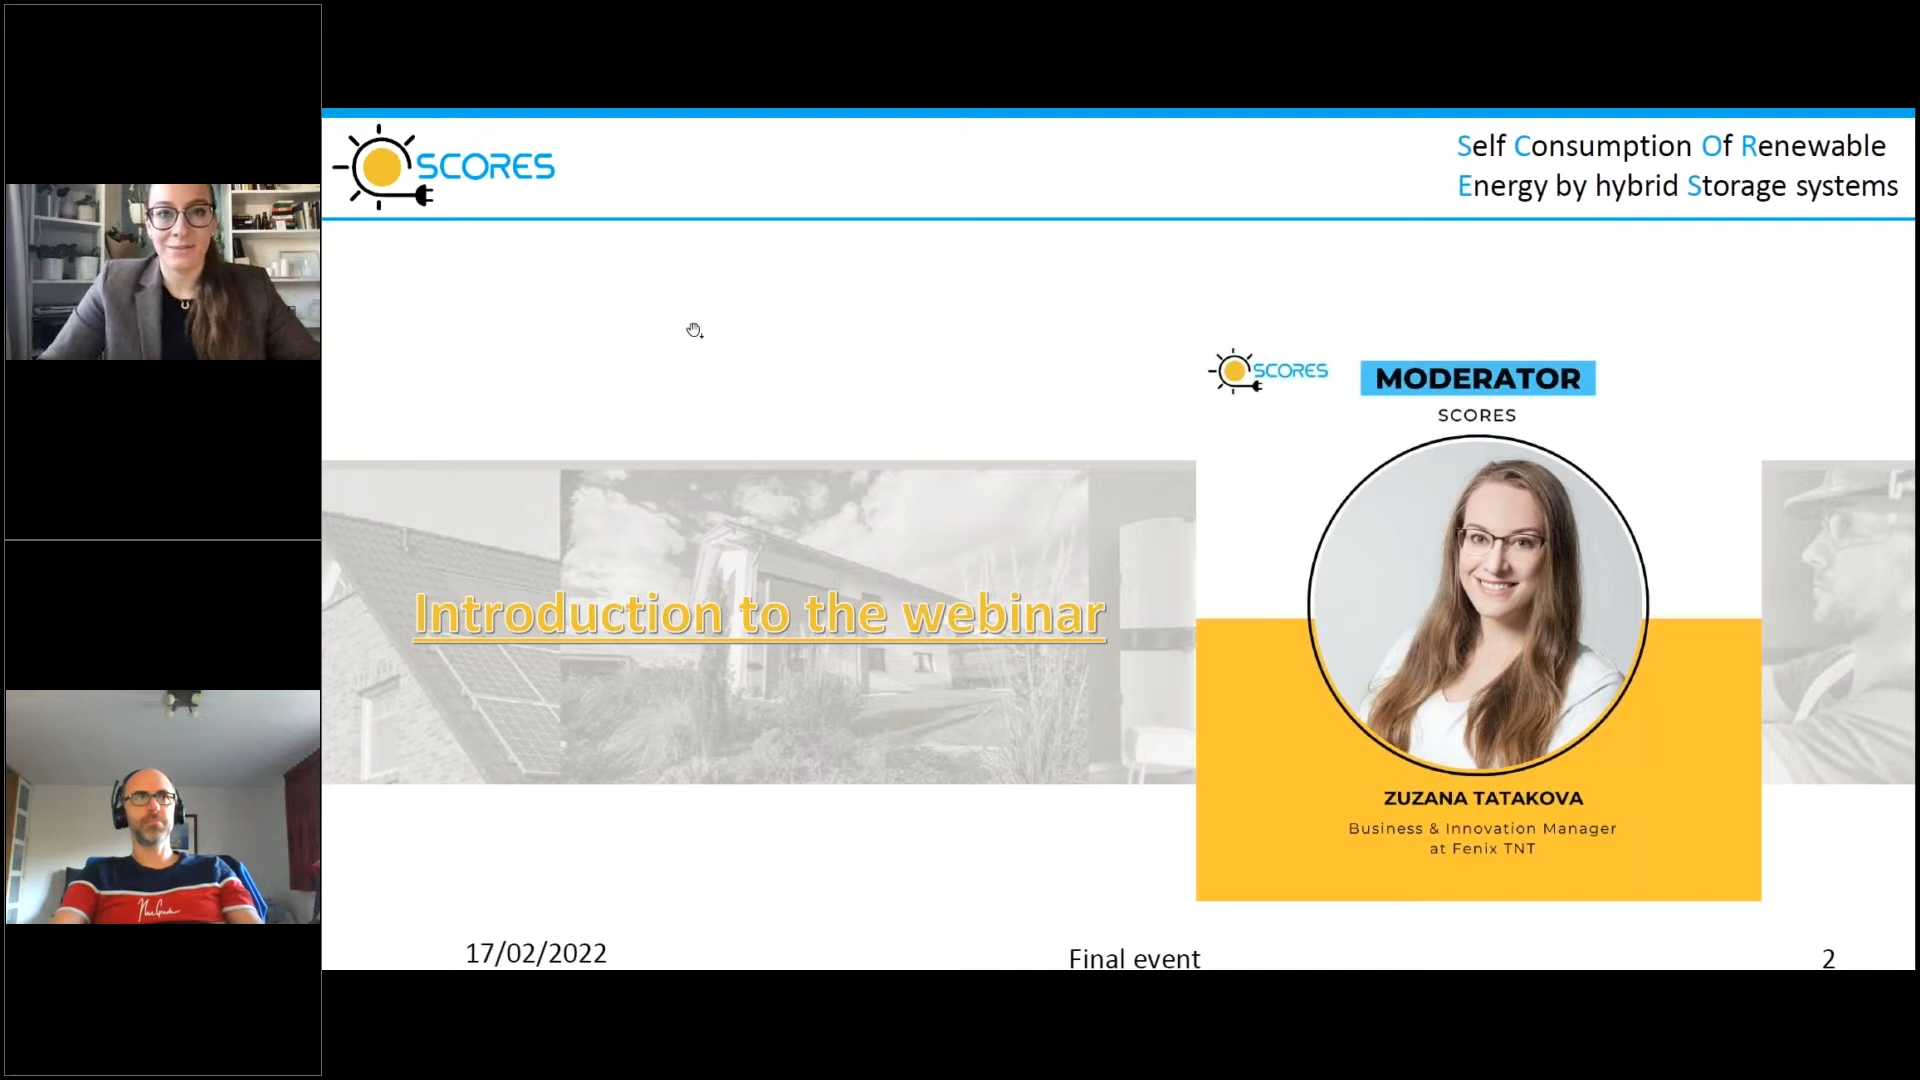 SCORES
Self Consumption Of Renewable
Energy by hybrid Storage systems
SCORES
MODERATOR
SCORES
Introduction to the webinar
ZUZANA TATAKOVA
Business & Innovation Manager
at Fenix TNT
17/02/2022
Final event
2